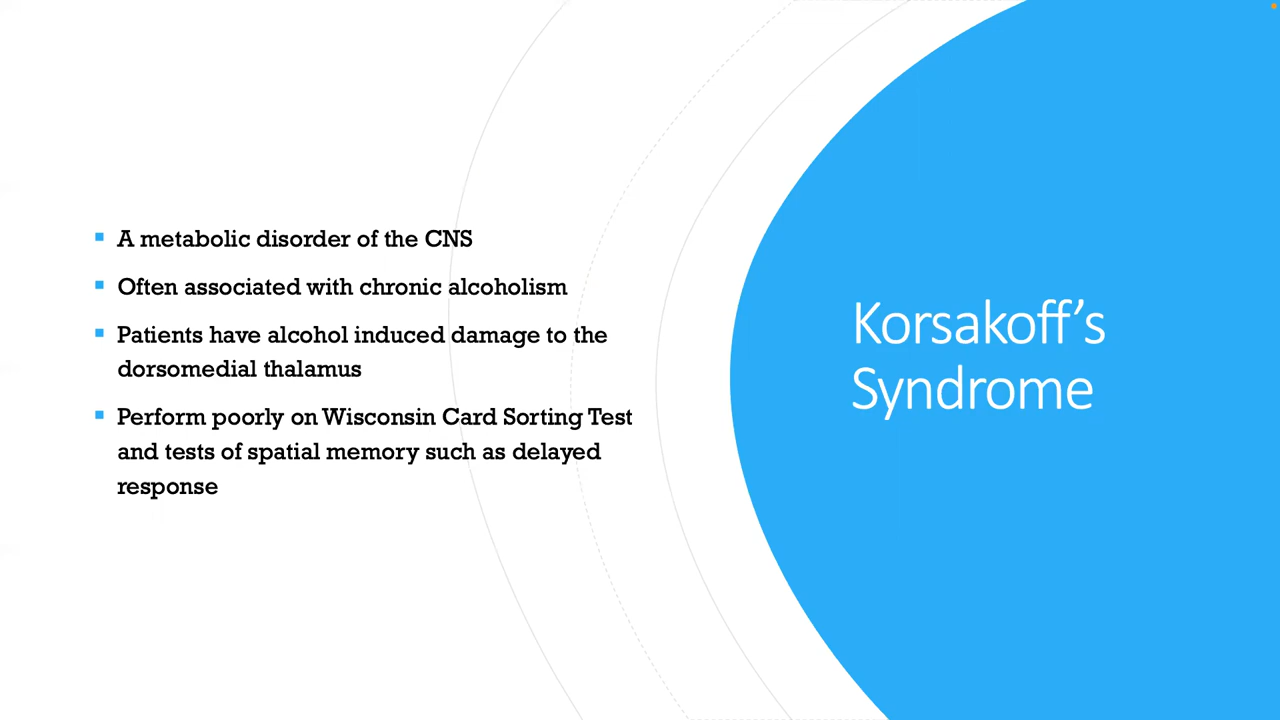 A metabolic disorder of the CNS
Often associated with chronic alcoholism
Patients have alcohol induced damage to the
dorsomedial thalamus
Perform poorly on Wisconsin Card Sorting Test
and tests of spatial memory such as delayed
response
Korsakoff’s
Syndrome